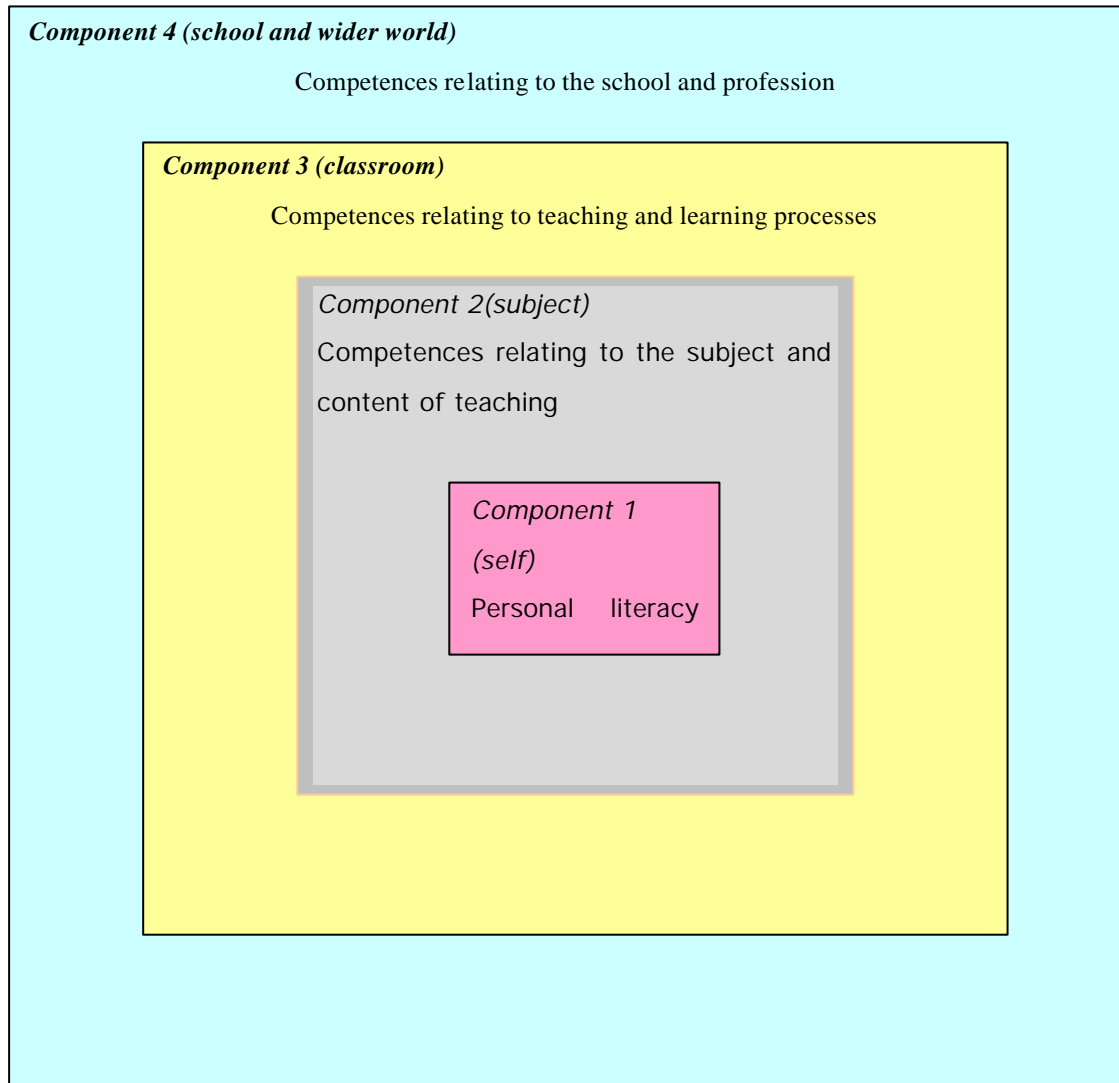 Component 4 (school and wider world)
Competences relating to the school and profession
Component 3 (classroom)
Competences relating to teaching and learning processes
Component 2(subject)
Competences relating to the subject and
content of teaching
Component 1
(self)
Personal literacy